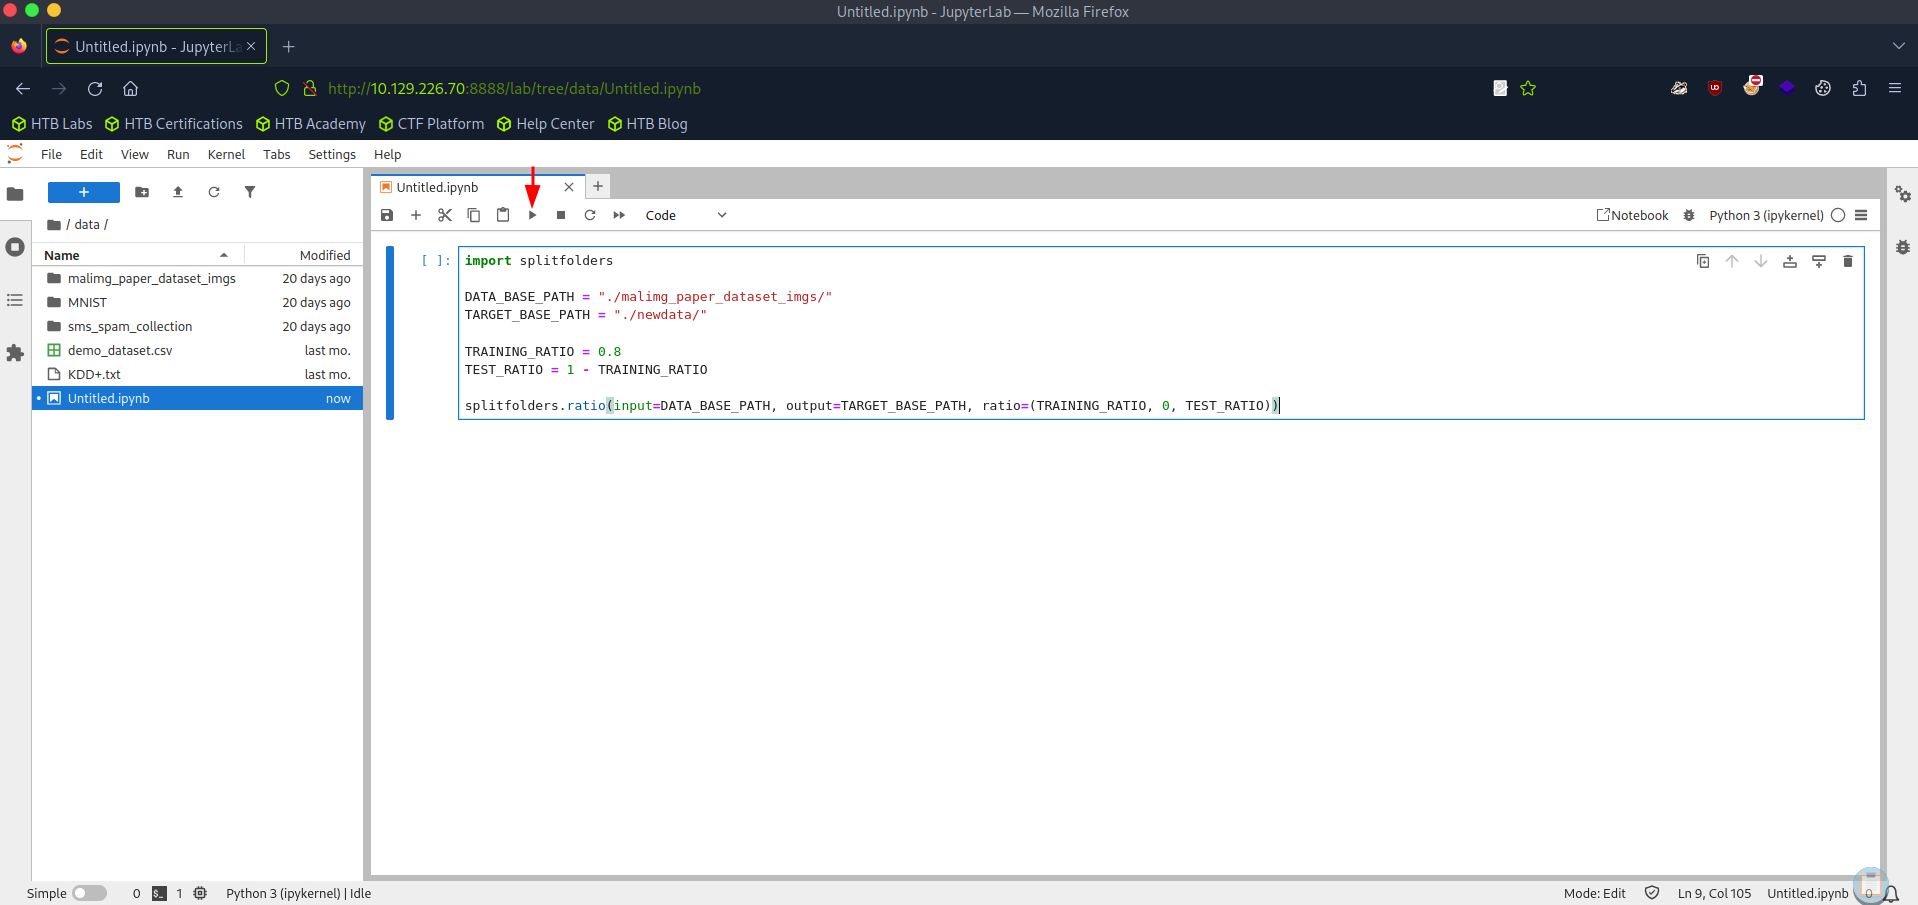 Untitled.ipynb - JupyterLab — Mozilla Firefox
Untitled.ipynb - JupyterLa
http://10.129.226.70:8888/lab/tree/data/Untitled.ipynb
HTB Labs HTB Certifications HTB Academy CTF Platform Help Center HTB Blog
File Edit View Run Kernel Tabs Settings Help
Untitled.ipynb
Code
Notebook Python 3 (ipykernel)
/ data /
Name Modified
malimg_paper_dataset_imgs 20 days ago
MNIST 20 days ago
sms_spam_collection 20 days ago
demo_dataset.csv last mo.
KDD+.txt last mo.
Untitled.ipynb now
[ ]: import splitfolders
DATA_BASE_PATH = "./malimg_paper_dataset_imgs/"
TARGET_BASE_PATH = "./newdata/"
TRAINING_RATIO = 0.8
TEST_RATIO = 1 - TRAINING_RATIO
splitfolders.ratio(input=DATA_BASE_PATH, output=TARGET_BASE_PATH, ratio=(TRAINING_RATIO, 0, TEST_RATIO))
Simple 0 $_ 1 Python 3 (ipykernel) | Idle Mode: Edit Ln 9, Col 105 Untitled.ipynb 0